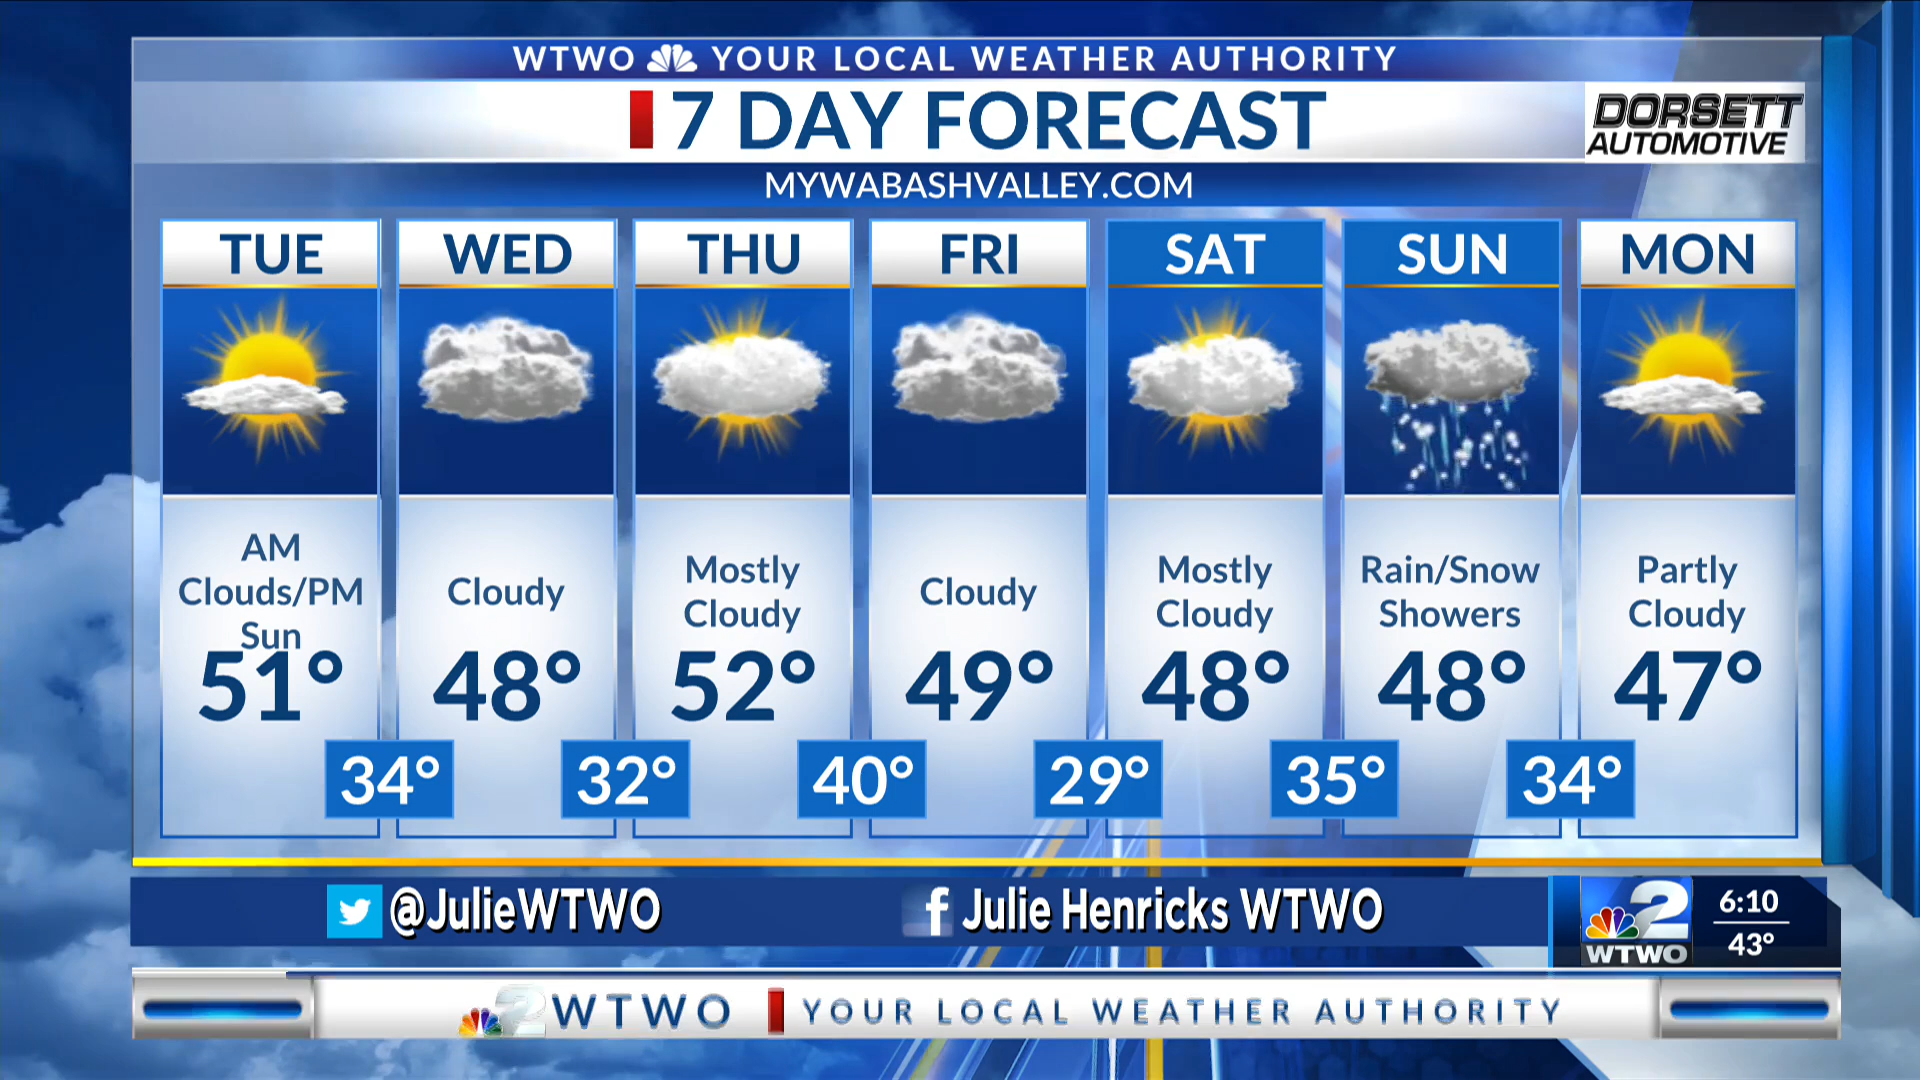 WTWO YOUR LOCAL WEATHER AUTHORITY
7 DAY FORECAST
DORSETT
AUTOMOTIVE
MYWABASHVALLEY.COM
TUE WED THU FRI SAT SUN MON
AM
Clouds/PM
Sun
Cloudy
Mostly
Cloudy
Cloudy
Mostly
Cloudy
Rain/Snow
Showers
Partly
Cloudy
51° 48° 52° 49° 48° 48° 47°
34° 32° 40° 29° 35° 34°
@JulieWTWO
Julie Henricks WTWO
2
WTWO
6:10
43°
2 WTWO YOUR LOCAL WEATHER AUTHORITY